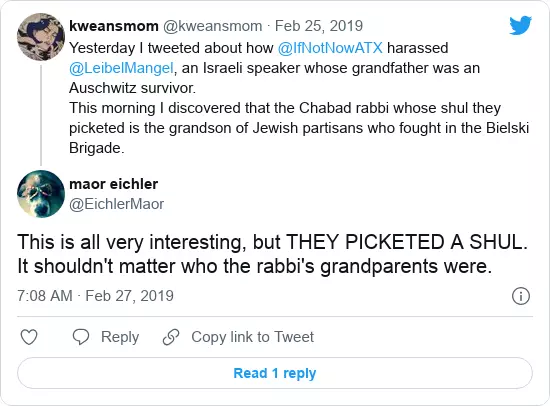 kweansmom @kweansmom · Feb 25, 2019
Yesterday I tweeted about how @IfNotNowATX harassed
@LeibelMangel, an Israeli speaker whose grandfather was an
Auschwitz survivor.
This morning I discovered that the Chabad rabbi whose shul they
picketed is the grandson of Jewish partisans who fought in the Bielski
Brigade.
maor eichler
@EichlerMaor
This is all very interesting, but THEY PICKETED A SHUL.
It shouldn't matter who the rabbi's grandparents were.
7:08 AM · Feb 27, 2019
Reply Copy link to Tweet
Read 1 reply